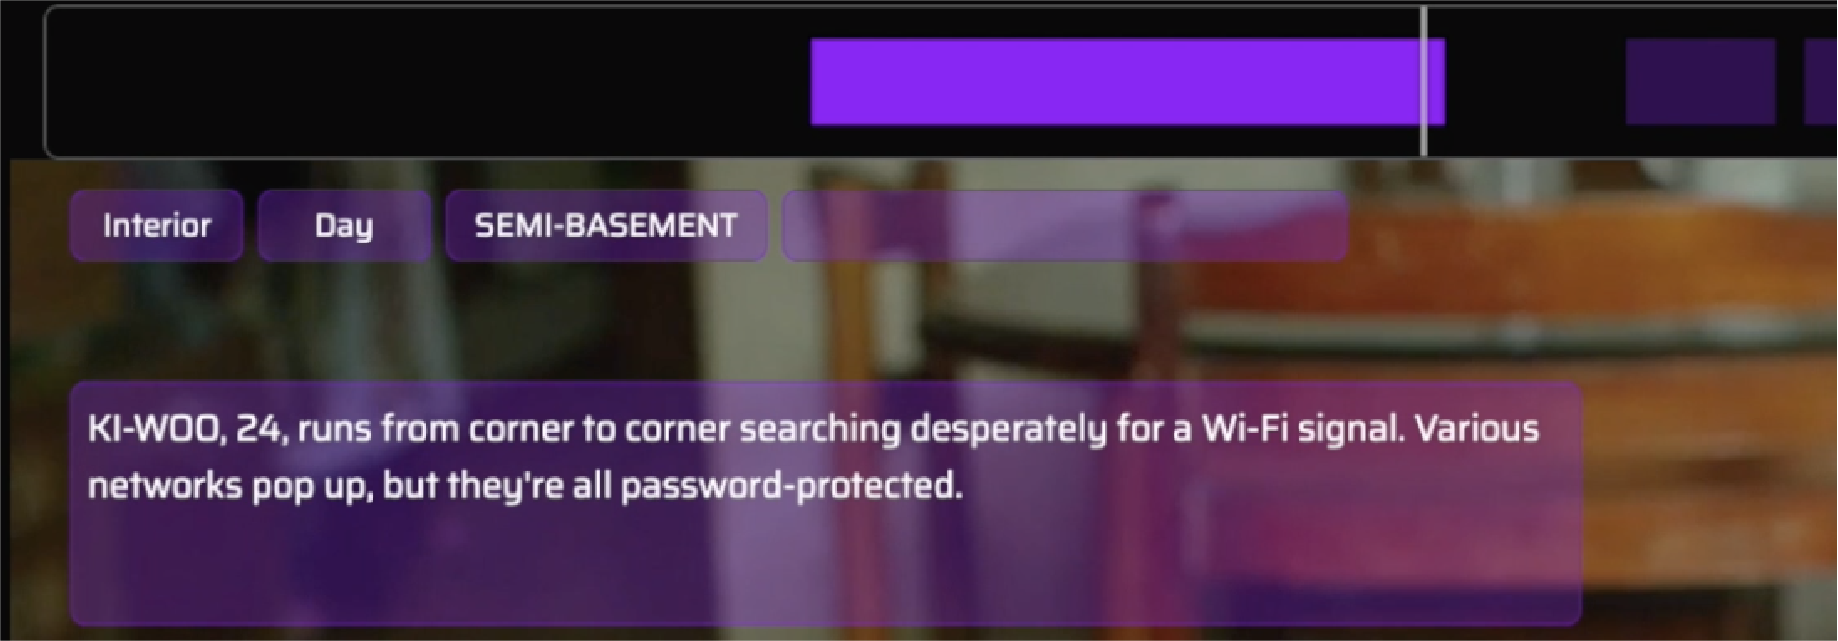 Interior
Day
SEMI-BASEMENT
KI-WOO, 24, runs from corner to corner searching desperately for a Wi-Fi signal. Various
networks pop up, but they're all password-protected.